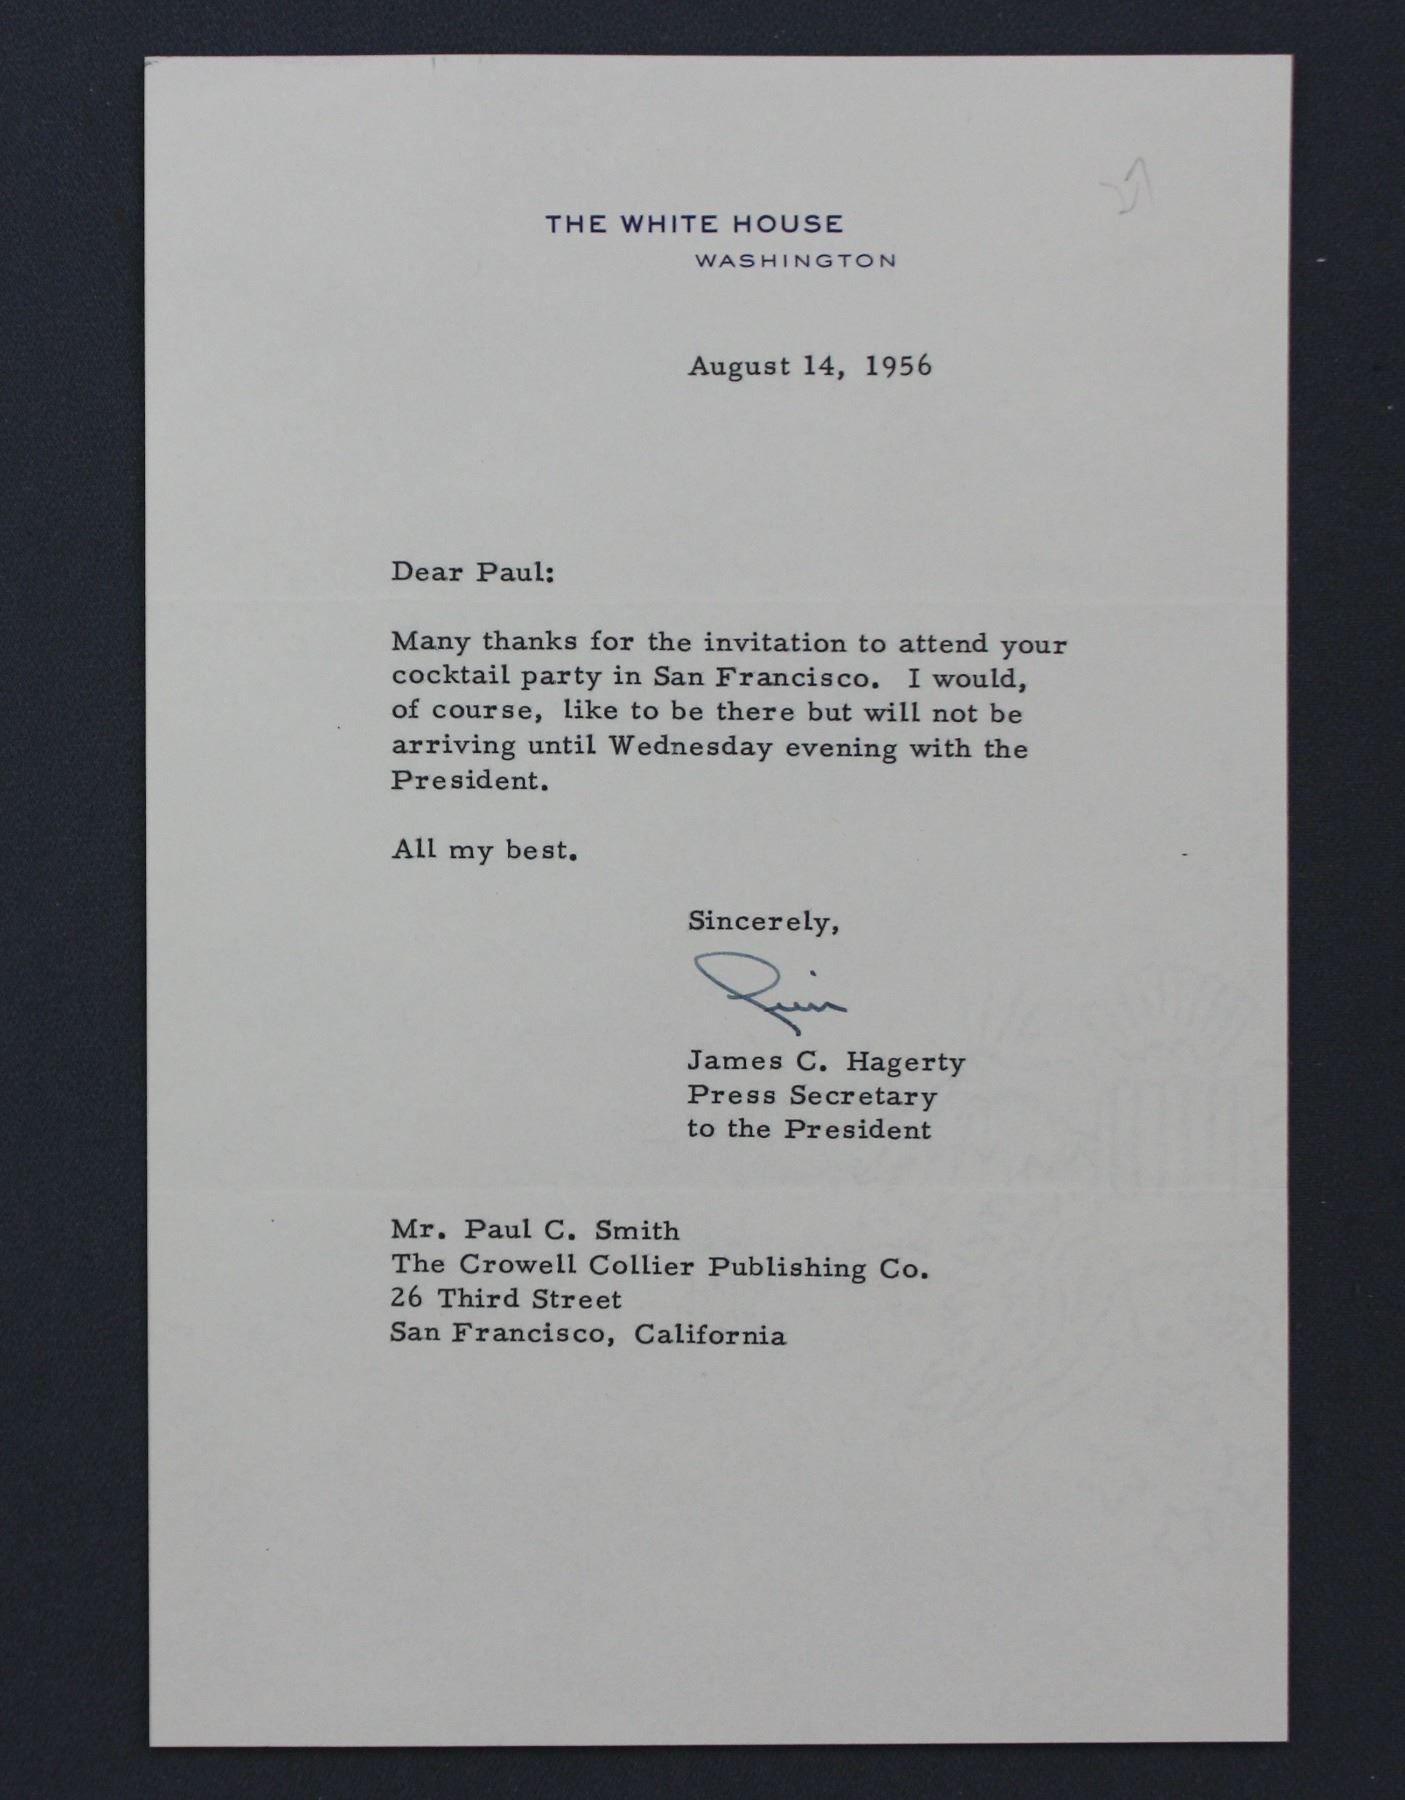 THE WHITE HOUSE
WASHINGTON
August 14, 1956
Dear Paul:
Many thanks for the invitation to attend your
cocktail party in San Francisco. I would,
of course, like to be there but will not be
arriving until Wednesday evening with the
President.
All my best.
Sincerely,
Jim
James C. Hagerty
Press Secretary
to the President
Mr. Paul C. Smith
The Crowell Collier Publishing Co.
26 Third Street
San Francisco, California